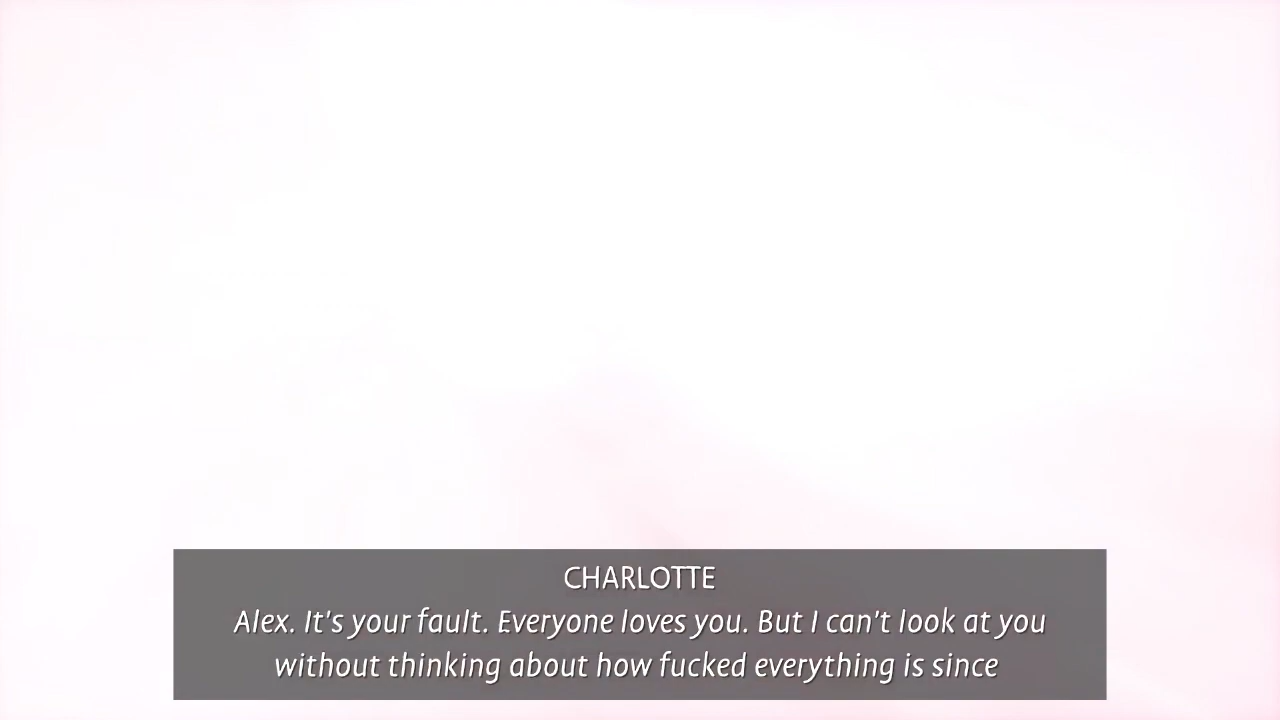 CHARLOTTE
Alex. It's your fault. Everyone loves you. But I can't look at you
without thinking about how fucked everything is since